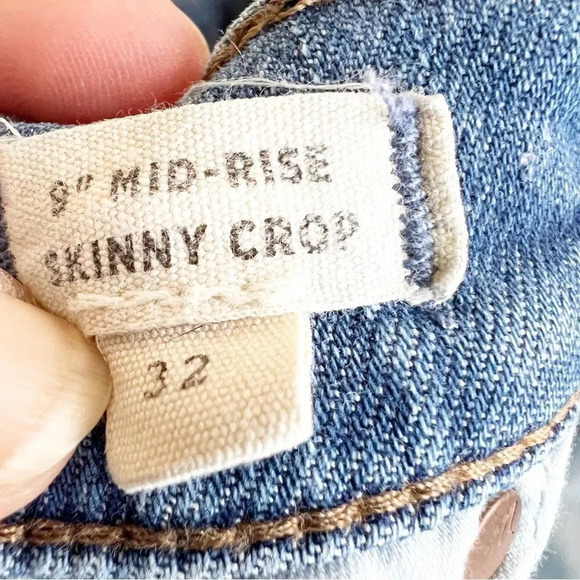 8" MID-RISE
SKINNY CROP
32